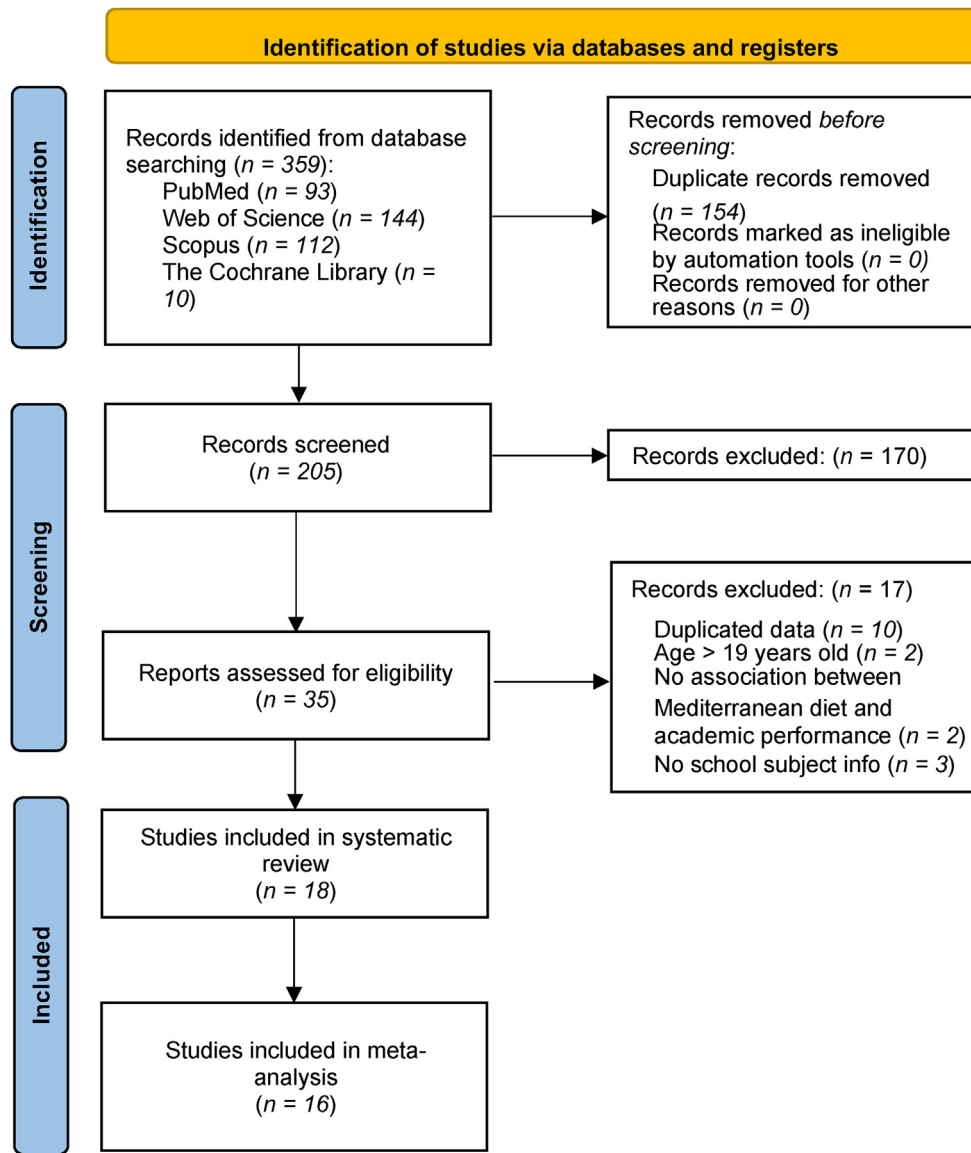 Identification of studies via databases and registers
Identification
Records identified from database
searching (n = 359):
PubMed (n = 93)
Web of Science (n = 144)
Scopus (n = 112)
The Cochrane Library (n =
10)
Records removed before
screening:
Duplicate records removed
(n = 154)
Records marked as ineligible
by automation tools (n = 0)
Records removed for other
reasons (n = 0)
Screening
Records screened
(n = 205)
Records excluded: (n = 170)
Reports assessed for eligibility
(n = 35)
Records excluded: (n = 17)
Duplicated data (n = 10)
Age > 19 years old (n = 2)
No association between
Mediterranean diet and
academic performance (n = 2)
No school subject info (n = 3)
Included
Studies included in systematic
review
(n = 18)
Studies included in meta-
analysis
(n = 16)